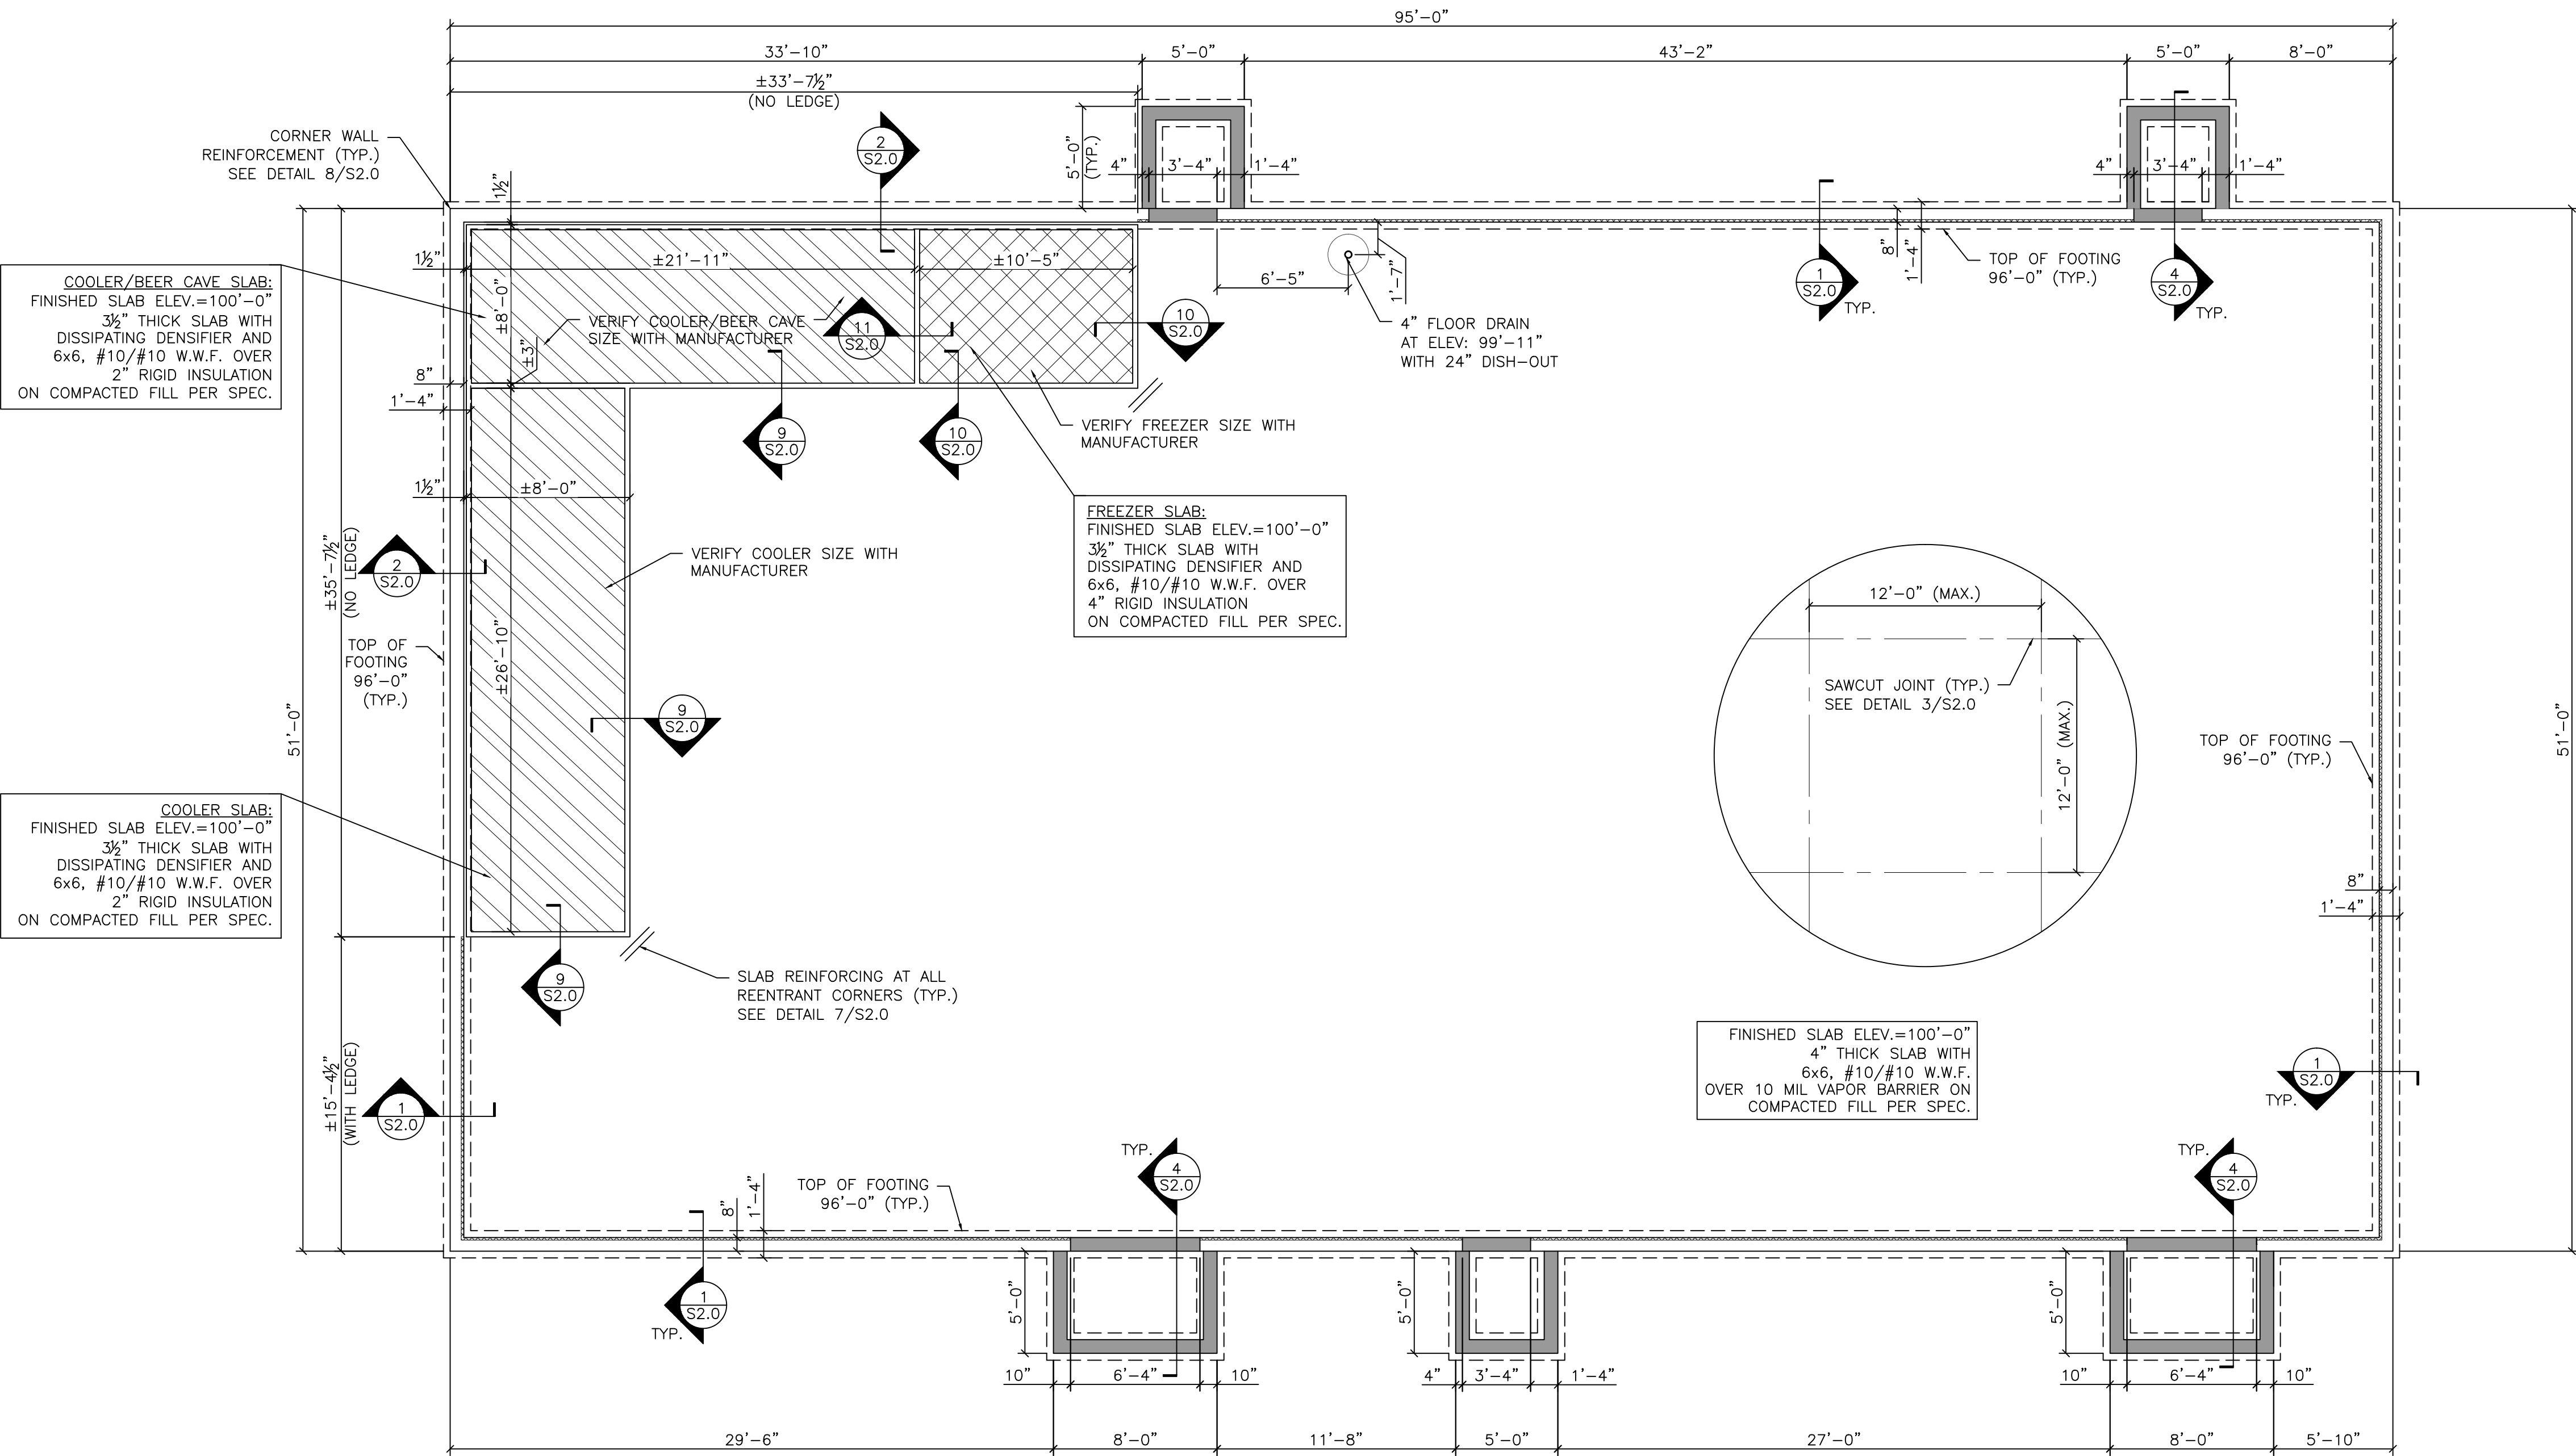 95'-0"
33'-10"
5'-0"
43'-2"
5'-0"
8'-0"
±33'-7½"
(NO LEDGE)
CORNER WALL
REINFORCEMENT (TYP.)
SEE DETAIL 8/S2.0
2
S2.0
5'-0"
(TYP.)
4"
3'-4"
1'-4"
4"
3'-4"
1'-4"
1½"
1½"
±21'-11"
±10'-5"
±8'-0"
±3"
VERIFY COOLER/BEER CAVE
SIZE WITH MANUFACTURER
11
S2.0
10
S2.0
6'-5"
1'-7"
4" FLOOR DRAIN
AT ELEV: 99'-11"
WITH 24" DISH-OUT
1
S2.0
TYP.
8"
1'-4"
TOP OF FOOTING
96'-0" (TYP.)
4
S2.0
TYP.
COOLER/BEER CAVE SLAB:
FINISHED SLAB ELEV.=100'-0"
3½" THICK SLAB WITH
DISSIPATING DENSIFIER AND
6x6, #10/#10 W.W.F. OVER
2" RIGID INSULATION
ON COMPACTED FILL PER SPEC.
8"
1'-4"
9
S2.0
10
S2.0
VERIFY FREEZER SIZE WITH
MANUFACTURER
1½"
±8'-0"
FREEZER SLAB:
FINISHED SLAB ELEV.=100'-0"
3½" THICK SLAB WITH
DISSIPATING DENSIFIER AND
6x6, #10/#10 W.W.F. OVER
4" RIGID INSULATION
ON COMPACTED FILL PER SPEC.
VERIFY COOLER SIZE WITH
MANUFACTURER
2
S2.0
±35'-7½"
(NO LEDGE)
TOP OF
FOOTING
96'-0"
(TYP.)
±26'-10"
51'-0"
9
S2.0
12'-0" (MAX.)
SAWCUT JOINT (TYP.)
SEE DETAIL 3/S2.0
12'-0" (MAX.)
TOP OF FOOTING
96'-0" (TYP.)
51'-0"
COOLER SLAB:
FINISHED SLAB ELEV.=100'-0"
3½" THICK SLAB WITH
DISSIPATING DENSIFIER AND
6x6, #10/#10 W.W.F. OVER
2" RIGID INSULATION
ON COMPACTED FILL PER SPEC.
8"
1'-4"
9
S2.0
SLAB REINFORCING AT ALL
REENTRANT CORNERS (TYP.)
SEE DETAIL 7/S2.0
±15'-4½"
(WITH LEDGE)
1
S2.0
FINISHED SLAB ELEV.=100'-0"
4" THICK SLAB WITH
6x6, #10/#10 W.W.F.
OVER 10 MIL VAPOR BARRIER ON
COMPACTED FILL PER SPEC.
1
S2.0
TYP.
TYP.
4
S2.0
TYP.
4
S2.0
TOP OF FOOTING
96'-0" (TYP.)
8"
1'-4"
1
S2.0
TYP.
5'-0"
5'-0"
5'-0"
10"
6'-4"
10"
4"
3'-4"
1'-4"
10"
6'-4"
10"
29'-6"
8'-0"
11'-8"
5'-0"
27'-0"
8'-0"
5'-10"